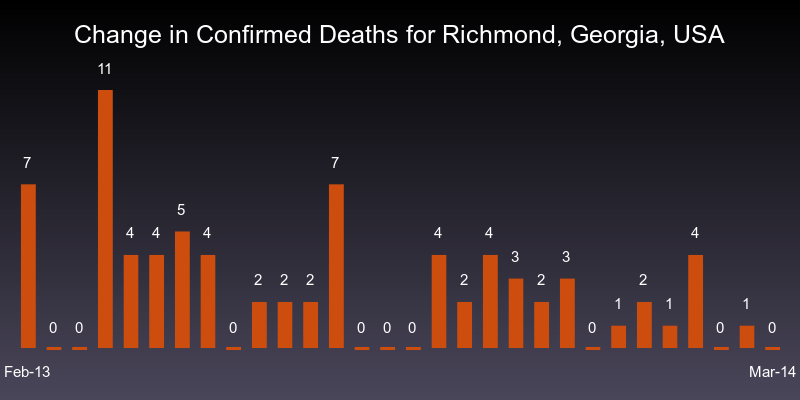 Change in Confirmed Deaths for Richmond, Georgia, USA
7 0 0 11 4 4 5 4 0 2 2 2 7 0 0 0 4 2 4 3 2 3 0 1 2 1 4 0 1 0
Feb-13 Mar-14